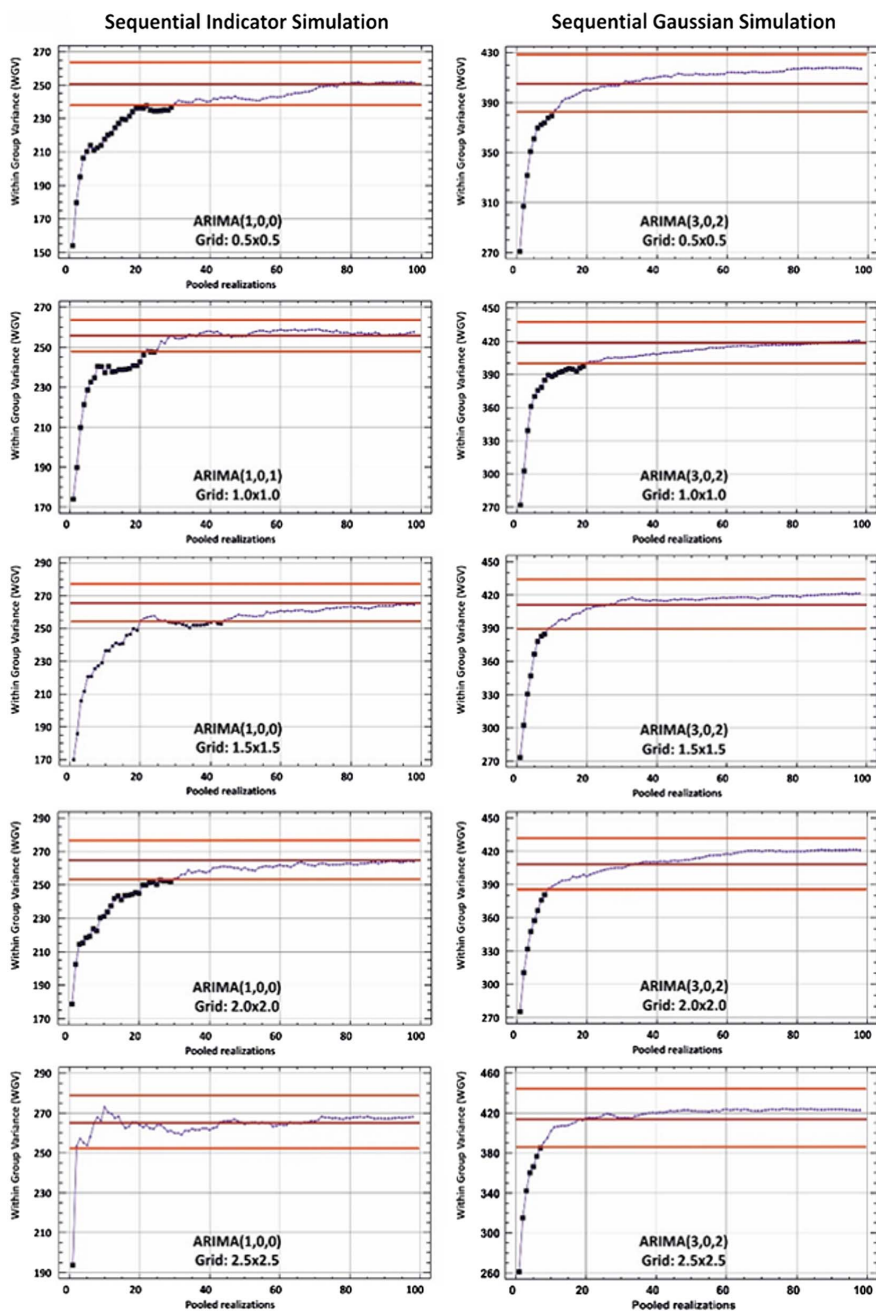 Sequential Indicator Simulation
Sequential Gaussian Simulation
Within Group Variance (WGV)
270
250
230
210
190
170
150
ARIMA(1,0,0)
Grid: 0.5x0.5
0 20 40 60 80 100
Pooled realizations
Within Group Variance (WGV)
430
390
350
310
270
ARIMA(3,0,2)
Grid: 0.5x0.5
0 20 40 60 80 100
Pooled realizations
Within Group Variance (WGV)
270
250
230
210
190
170
ARIMA(1,0,1)
Grid: 1.0x1.0
0 20 40 60 80 100
Pooled realizations
Within Group Variance (WGV)
450
420
390
360
330
300
270
ARIMA(3,0,2)
Grid: 1.0x1.0
0 20 40 60 80 100
Pooled realizations
Within Group Variance (WGV)
290
270
250
230
210
190
170
ARIMA(1,0,0)
Grid: 1.5x1.5
0 20 40 60 80 100
Pooled realizations
Within Group Variance (WGV)
450
420
390
360
330
300
270
ARIMA(3,0,2)
Grid: 1.5x1.5
0 20 40 60 80 100
Pooled realizations
Within Group Variance (WGV)
290
270
250
230
210
190
170
ARIMA(1,0,0)
Grid: 2.0x2.0
0 20 40 60 80 100
Pooled realizations
Within Group Variance (WGV)
450
420
390
360
330
300
270
ARIMA(3,0,2)
Grid: 2.0x2.0
0 20 40 60 80 100
Pooled realizations
Within Group Variance (WGV)
290
270
250
230
210
190
ARIMA(1,0,0)
Grid: 2.5x2.5
0 20 40 60 80 100
Pooled realizations
Within Group Variance (WGV)
460
420
380
340
300
260
ARIMA(3,0,2)
Grid: 2.5x2.5
0 20 40 60 80 100
Pooled realizations